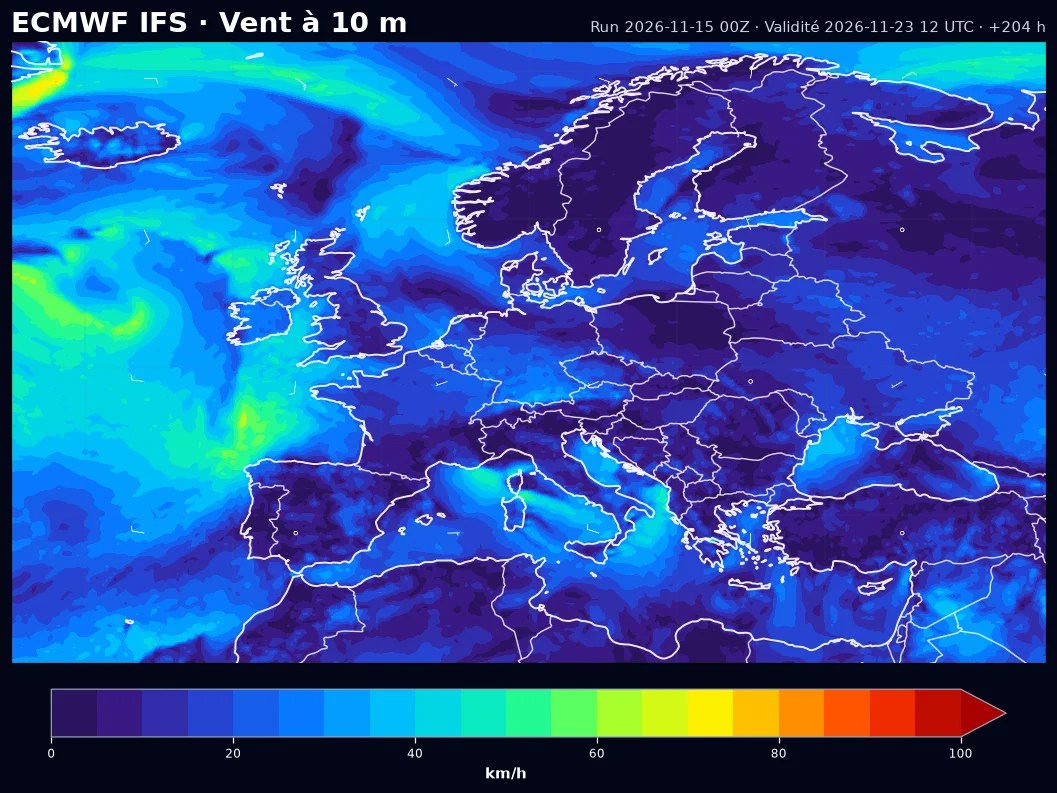 ECMWF IFS · Vent à 10 m
Run 2026-11-15 00Z · Validité 2026-11-23 12 UTC · +204 h
0 20 40 60 80 100
km/h